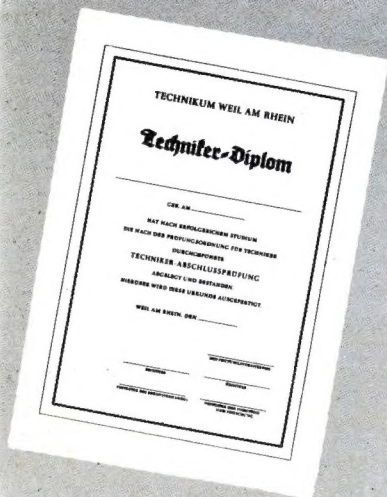 TECHNIKUM WEIL AM RHEIN
Techniker-Diplom
GEB. AM
HAT NACH ERFOLGREICHEM STUDIUM
DIE NACH DER PRÜFUNGSORDNUNG FÜR TECHNIKER
DURCHGEFÜHRTE
TECHNIKER-ABSCHLUSSPRÜFUNG
ABGELEGT UND BESTANDEN.
HIERÜBER WIRD DIESE URKUNDE AUSGEFERTIGT.
WEIL AM RHEIN, DEN